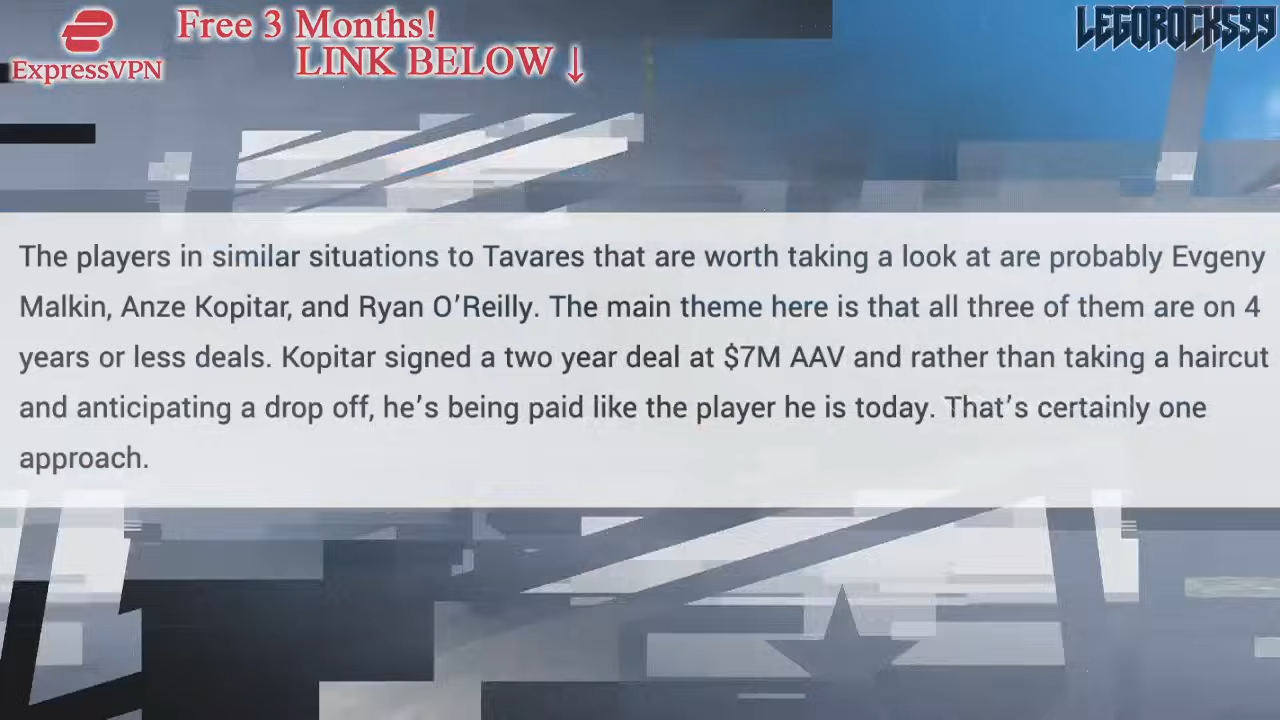 ExpressVPN
Free 3 Months!
LINK BELOW ↓
LEGOROCKS99
The players in similar situations to Tavares that are worth taking a look at are probably Evgeny
Malkin, Anze Kopitar, and Ryan O’Reilly. The main theme here is that all three of them are on 4
years or less deals. Kopitar signed a two year deal at $7M AAV and rather than taking a haircut
and anticipating a drop off, he’s being paid like the player he is today. That’s certainly one
approach.